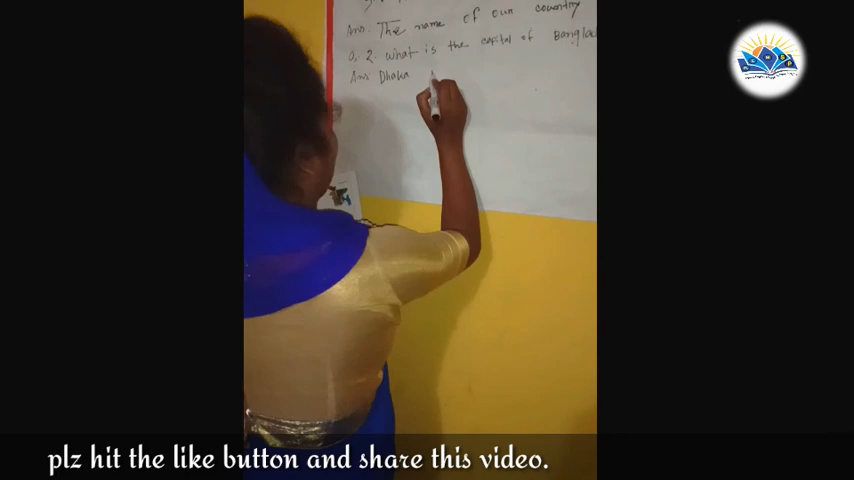 Ans. The name of our country
Q. 2. What is the capital of Bangla
Ans: Dhaka
plz hit the like button and share this video.